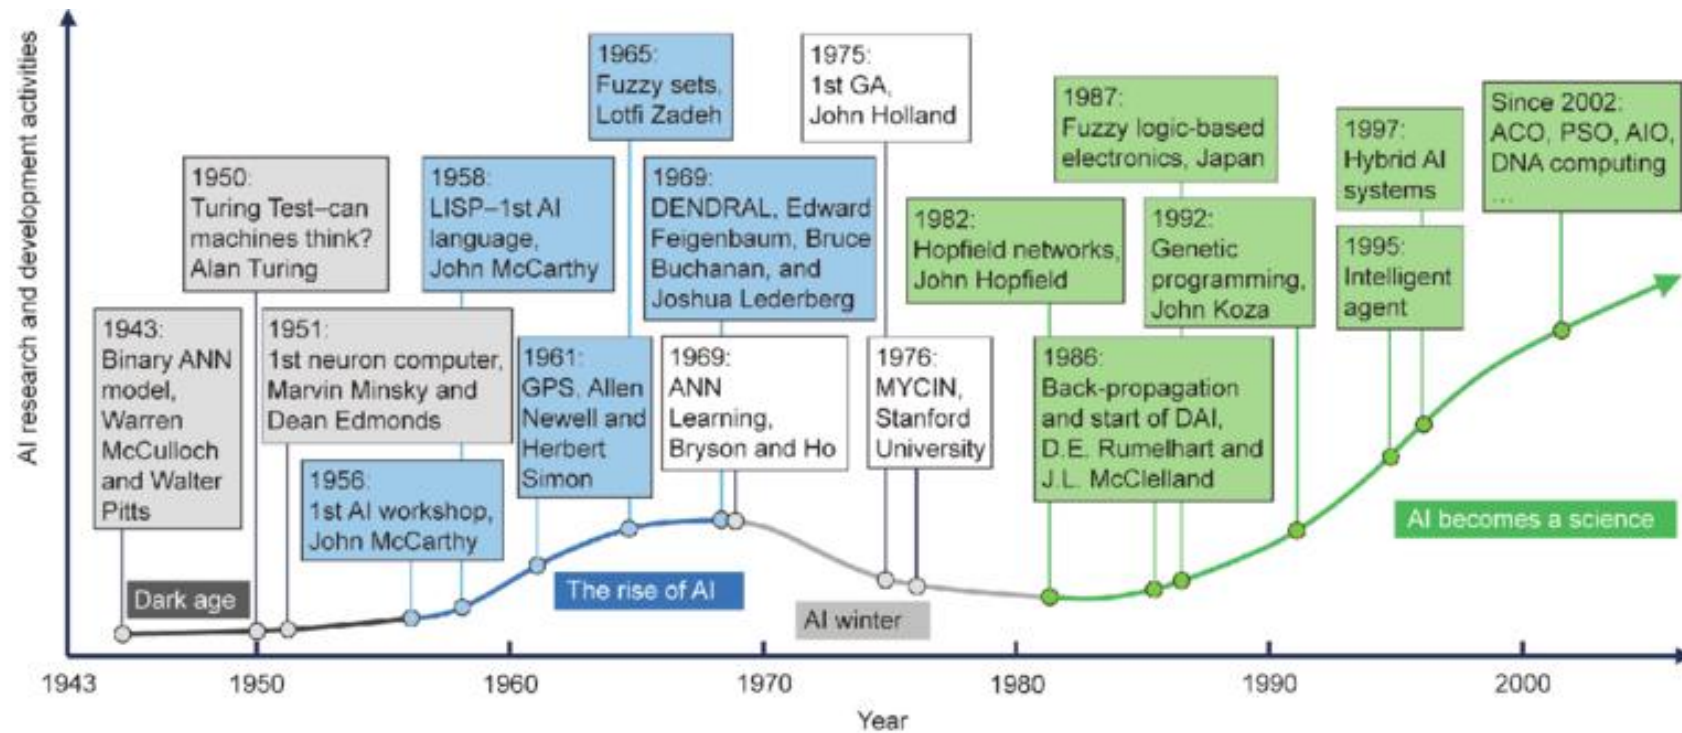 AI research and development activities
1943:
Binary ANN
model,
Warren
McCulloch
and Walter
Pitts
1950:
Turing Test–can
machines think?
Alan Turing
1951:
1st neuron computer,
Marvin Minsky and
Dean Edmonds
1956:
1st AI workshop,
John McCarthy
1958:
LISP–1st AI
language,
John McCarthy
1961:
GPS, Allen
Newell and
Herbert
Simon
1965:
Fuzzy sets,
Lotfi Zadeh
1969:
DENDRAL, Edward
Feigenbaum, Bruce
Buchanan, and
Joshua Lederberg
1969:
ANN
Learning,
Bryson and Ho
1975:
1st GA,
John Holland
1976:
MYCIN,
Stanford
University
1982:
Hopfield networks,
John Hopfield
1986:
Back-propagation
and start of DAI,
D.E. Rumelhart and
J.L. McClelland
1987:
Fuzzy logic-based
electronics, Japan
1992:
Genetic
programming,
John Koza
1995:
Intelligent
agent
1997:
Hybrid AI
systems
Since 2002:
ACO, PSO, AIO,
DNA computing
...
Dark age
The rise of AI
AI winter
AI becomes a science
1943 1950 1960 1970 1980 1990 2000
Year